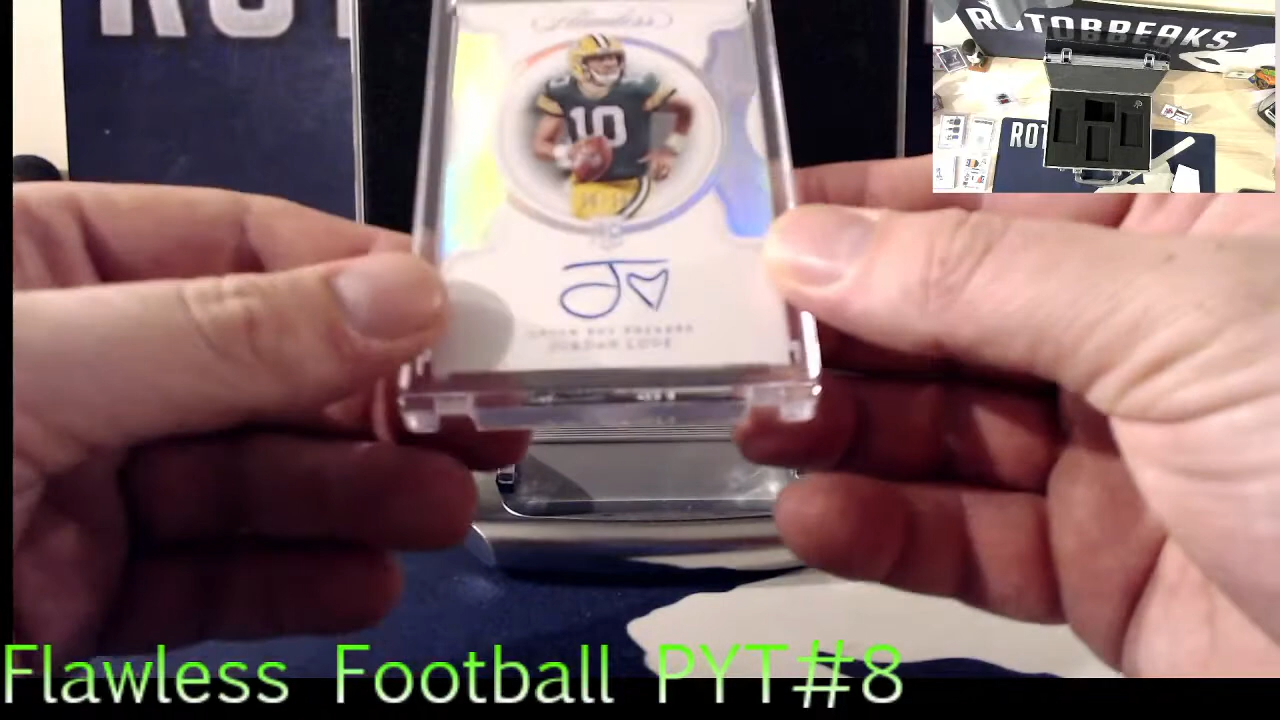 ROTOBREAKS
ROT
Flawless
10
GREEN BAY PACKERS
JORDAN LOVE
Flawless Football PYT#8